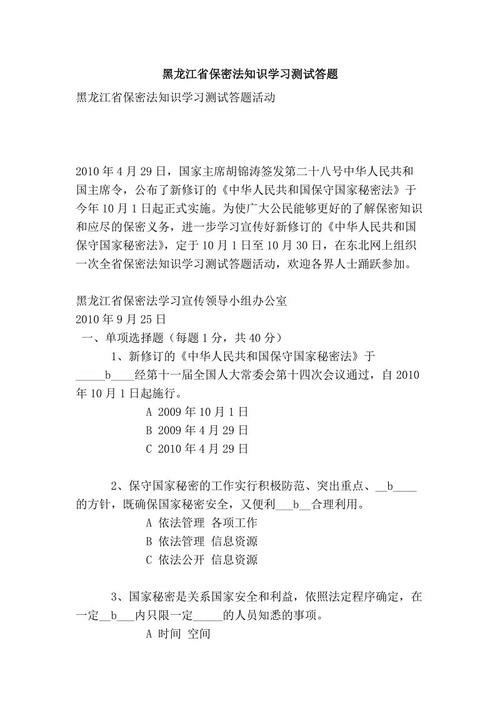 黑龙江省保密法知识学习测试答题
黑龙江省保密法知识学习测试答题活动
2010 年 4 月 29 日，国家主席胡锦涛签发第二十八号中华人民共和
国主席令，公布了新修订的《中华人民共和国保守国家秘密法》于
今年 10 月 1 日起正式实施。为使广大公民能够更好的了解保密知识
和应尽的保密义务，进一步学习宣传好新修订的《中华人民共和国
保守国家秘密法》，定于 10 月 1 日至 10 月 30 日，在东北网上组织
一次全省保密法知识学习测试答题活动，欢迎各界人士踊跃参加。
黑龙江省保密法学习宣传领导小组办公室
2010 年 9 月 25 日
一、单项选择题（每题 1 分，共 40 分）
1、新修订的《中华人民共和国保守国家秘密法》于
_____b____经第十一届全国人大常委会第十四次会议通过，自 2010
年 10 月 1 日起施行。
A 2009 年 10 月 1 日
B 2009 年 4 月 29 日
C 2010 年 4 月 29 日
2、保守国家秘密的工作实行积极防范、突出重点、__b____
的方针，既确保国家秘密安全，又便利___b__合理利用。
A 依法管理 各项工作
B 依法管理 信息资源
C 依法公开 信息资源
3、国家秘密是关系国家安全和利益，依照法定程序确定，在
一定__b___内只限一定_____的人员知悉的事项。
A 时间 空间